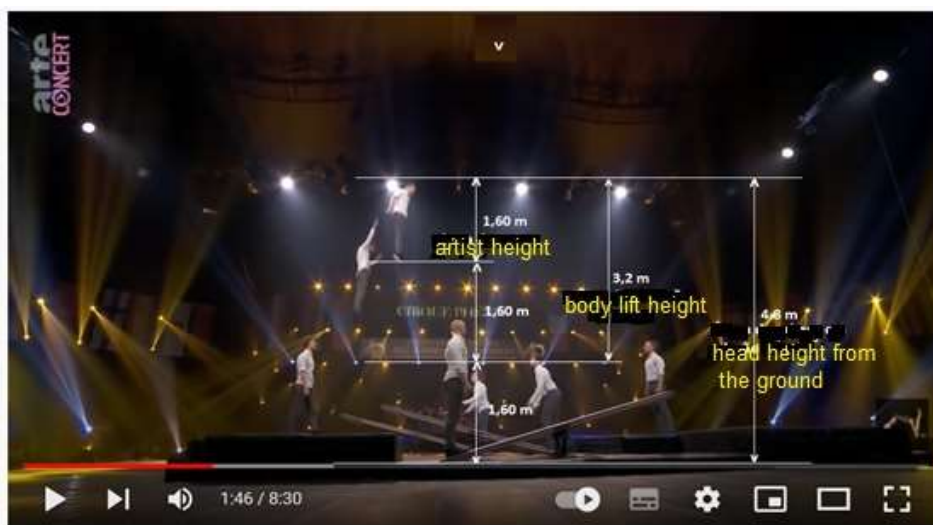 arte
CONCERT
v
1,60 m
artist height
3,2 m
body lift height
1,60 m
4,8 m
head height from
the ground
1,60 m
1:46 / 8:30